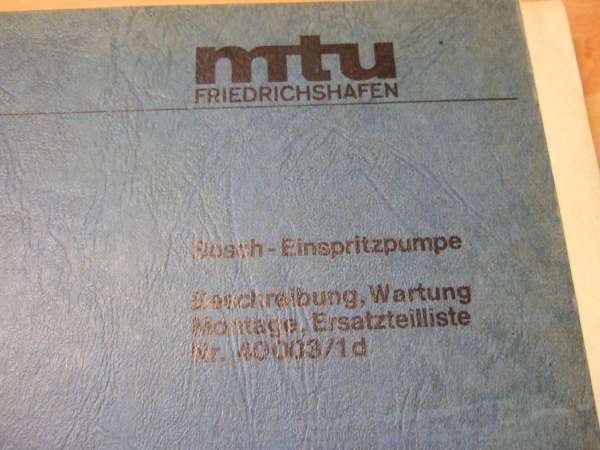 mtu
FRIEDRICHSHAFEN
Bosch-Einspritzpumpe
Beschreibung, Wartung
Montage, Ersatzteilliste
Nr. 40003/1d